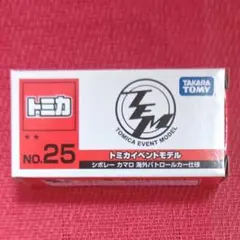 トミカ
TEM
TOMICA EVENT MODEL
TAKARA
TOMY
NO.25
トミカイベントモデル
シボレー カマロ 海外パトロールカー仕様